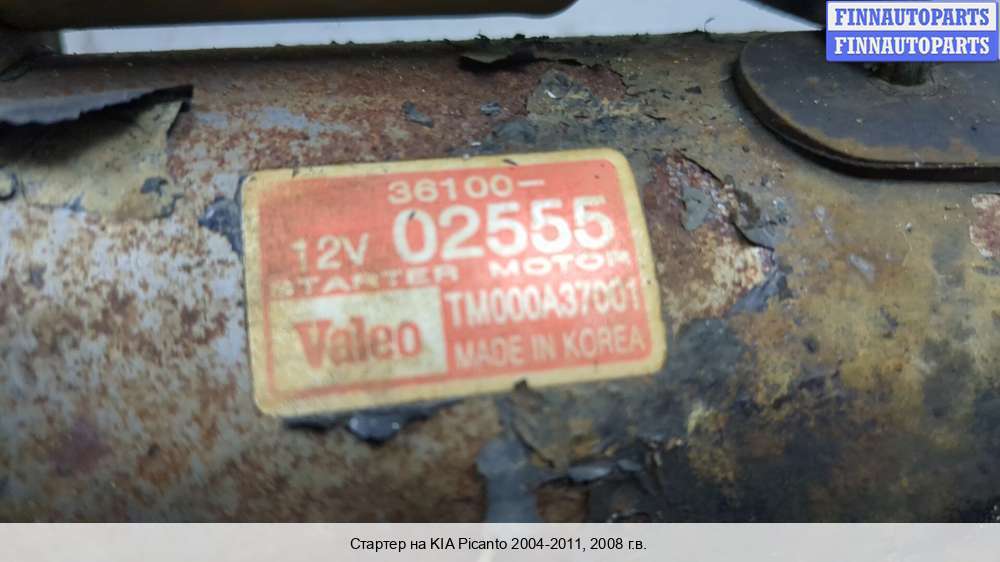 FINNAUTOPARTS
FINNAUTOPARTS
36100-
12V 02555
STARTER MOTOR
Valeo TM000A37001
MADE IN KOREA
Стартер на KIA Picanto 2004-2011, 2008 г.в.